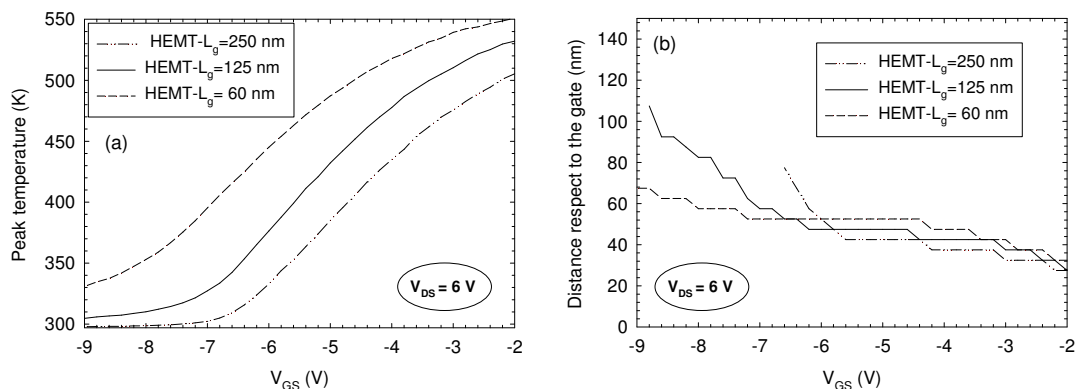 550
500
450
400
350
300
Peak temperature (K)
HEMT-Lg=250 nm
HEMT-Lg=125 nm
HEMT-Lg= 60 nm
(a)
VDS = 6 V
-9 -8 -7 -6 -5 -4 -3 -2
VGS (V)
140
120
100
80
60
40
20
0
Distance respect to the gate (nm)
(b)
HEMT-Lg=250 nm
HEMT-Lg=125 nm
HEMT-Lg= 60 nm
VDS = 6 V
-9 -8 -7 -6 -5 -4 -3 -2
VGS (V)